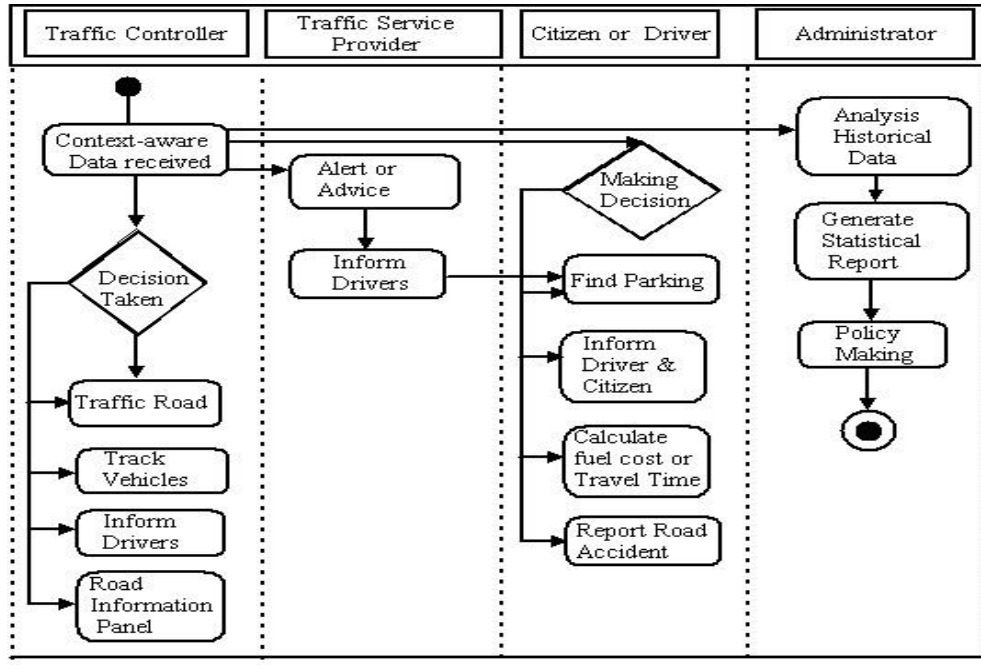 Traffic Controller
Traffic Service
Provider
Citizen or Driver
Administrator
Context-aware
Data received
Decision
Taken
Traffic Road
Track
Vehicles
Inform
Drivers
Road
Information
Panel
Alert or
Advice
Inform
Drivers
Making
Decision
Find Parking
Inform
Driver &
Citizen
Calculate
fuel cost or
Travel Time
Report Road
Accident
Analysis
Historical
Data
Generate
Statistical
Report
Policy
Making